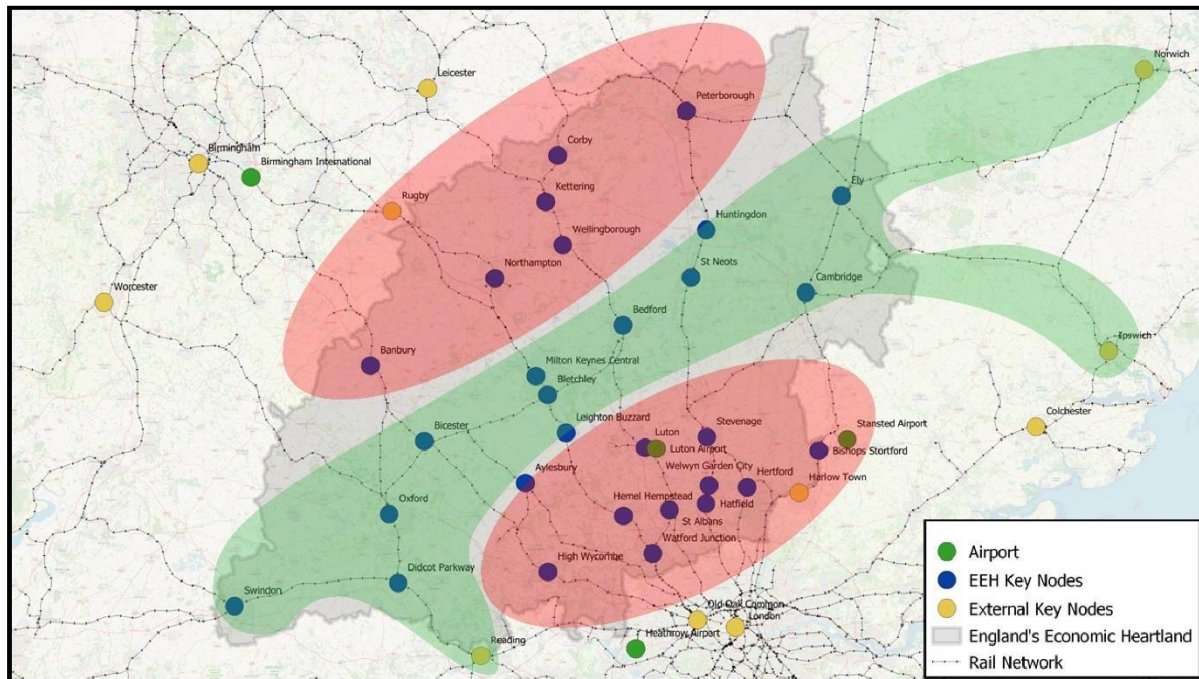 Norwich
Leicester
Peterborough
Birmingham
Corby
Birmingham International
Ely
Kettering
Rugby
Huntingdon
Wellingborough
St Neots
Northampton
Cambridge
Worcester
Bedford
Ipswich
Banbury
Milton Keynes Central
Bletchley
Leighton Buzzard
Colchester
Stevenage
Stansted Airport
Bicester
Luton
Luton Airport
Bishops Stortford
Aylesbury
Welwyn Garden City
Hertford
Harlow Town
Oxford
Hemel Hempstead
Hatfield
St Albans
Watford Junction
High Wycombe
Didcot Parkway
Swindon
Old Oak Common
London
Reading
Heathrow Airport
Airport
EEH Key Nodes
External Key Nodes
England's Economic Heartland
Rail Network